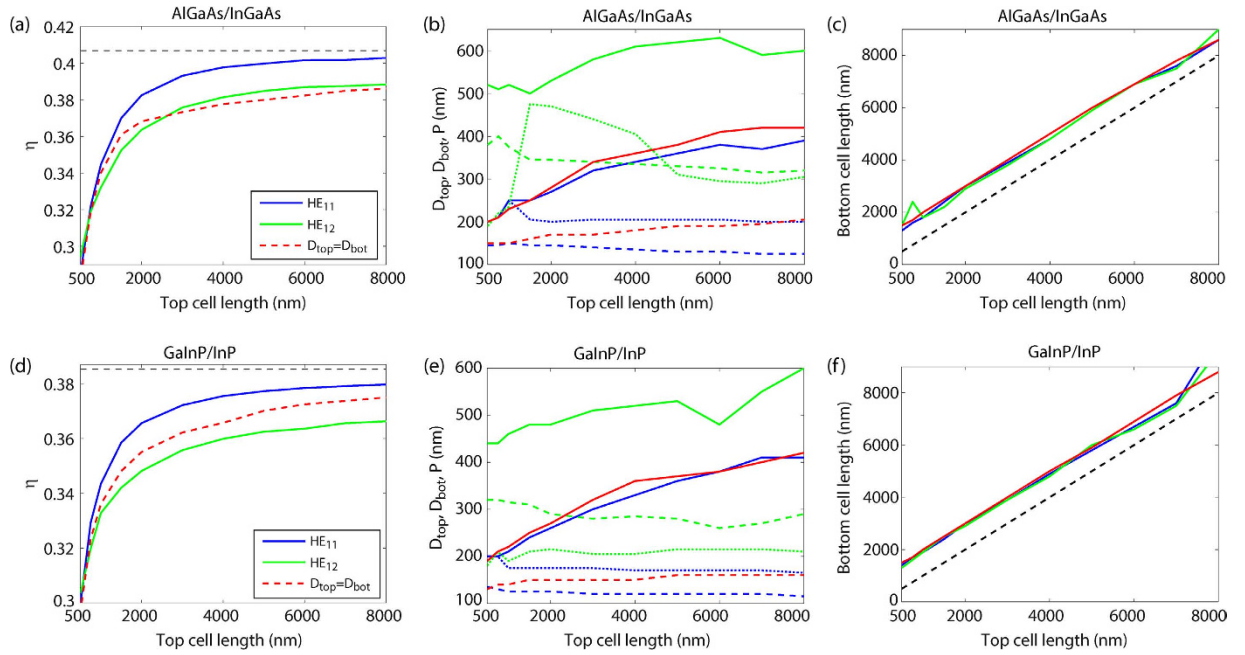 (a)
AlGaAs/InGaAs
0.42
0.4
0.38
0.36
0.34
0.32
0.3
η
500
2000
4000
6000
8000
Top cell length (nm)
HE11
HE12
Dtop=Dbot
(b)
AlGaAs/InGaAs
600
500
400
300
200
100
Dtop, Dbot, P (nm)
500
2000
4000
6000
8000
Top cell length (nm)
(c)
AlGaAs/InGaAs
8000
6000
4000
2000
0
Bottom cell length (nm)
500
2000
4000
6000
8000
Top cell length (nm)
(d)
GaInP/InP
0.38
0.36
0.34
0.32
0.3
η
500
2000
4000
6000
8000
Top cell length (nm)
HE11
HE12
Dtop=Dbot
(e)
GaInP/InP
600
500
400
300
200
100
Dtop, Dbot, P (nm)
500
2000
4000
6000
8000
Top cell length (nm)
(f)
GaInP/InP
8000
6000
4000
2000
0
Bottom cell length (nm)
500
2000
4000
6000
8000
Top cell length (nm)